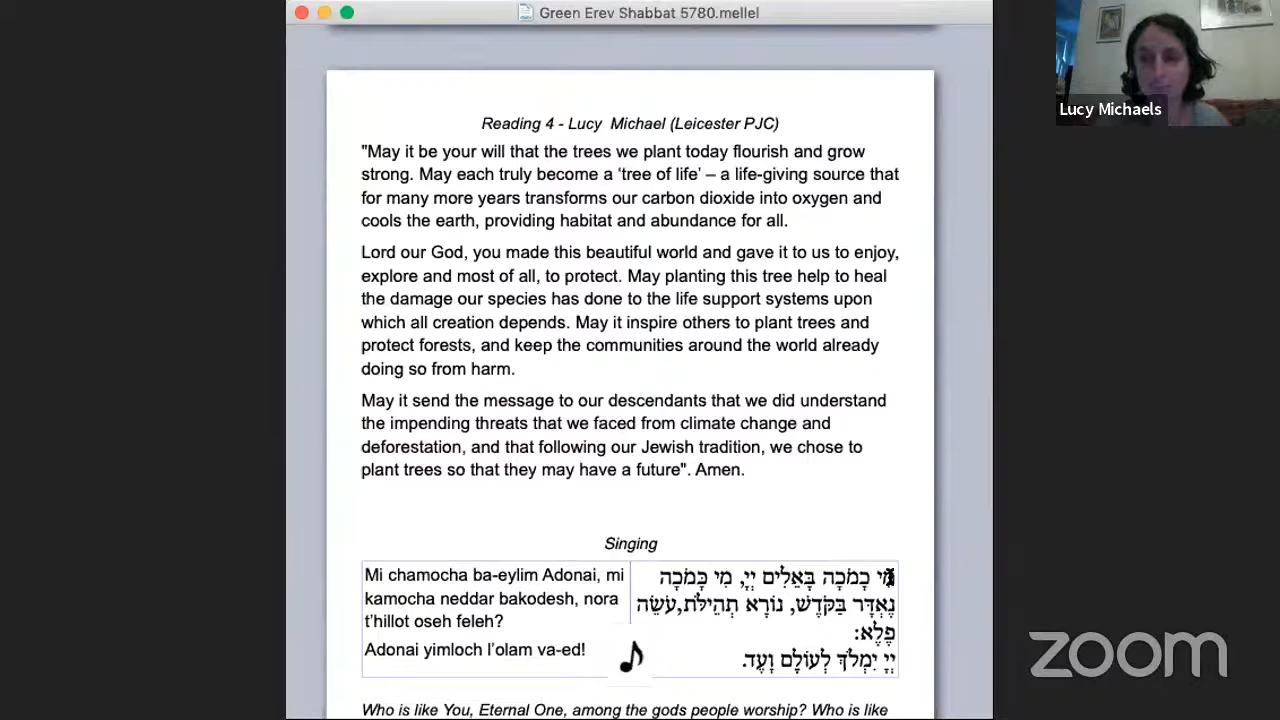 Green Erev Shabbat 5780.mellel
Lucy Michaels
Reading 4 - Lucy Michael (Leicester PJC)
"May it be your will that the trees we plant today flourish and grow
strong. May each truly become a ‘tree of life’ – a life-giving source that
for many more years transforms our carbon dioxide into oxygen and
cools the earth, providing habitat and abundance for all.
Lord our God, you made this beautiful world and gave it to us to enjoy,
explore and most of all, to protect. May planting this tree help to heal
the damage our species has done to the life support systems upon
which all creation depends. May it inspire others to plant trees and
protect forests, and keep the communities around the world already
doing so from harm.
May it send the message to our descendants that we did understand
the impending threats that we faced from climate change and
deforestation, and that following our Jewish tradition, we chose to
plant trees so that they may have a future". Amen.
Singing
Mi chamocha ba-eylim Adonai, mi
kamocha neddar bakodesh, nora
t’hillot oseh feleh?
Adonai yimloch l’olam va-ed!
מִי כָמֹכָה בָּאֵלִים יְיָ, מִי כָּמֹכָה
נֶאְדָּר בַּקֹּדֶשׁ, נוֹרָא תְהִילֹּת,עֹשֵׂה
פֶלֶא:
יְיָ יִמְלֹךְ לְעוֹלָם וָעֶד.
Who is like You, Eternal One, among the gods people worship? Who is like
zoom